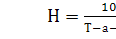 H = 10
T-a-